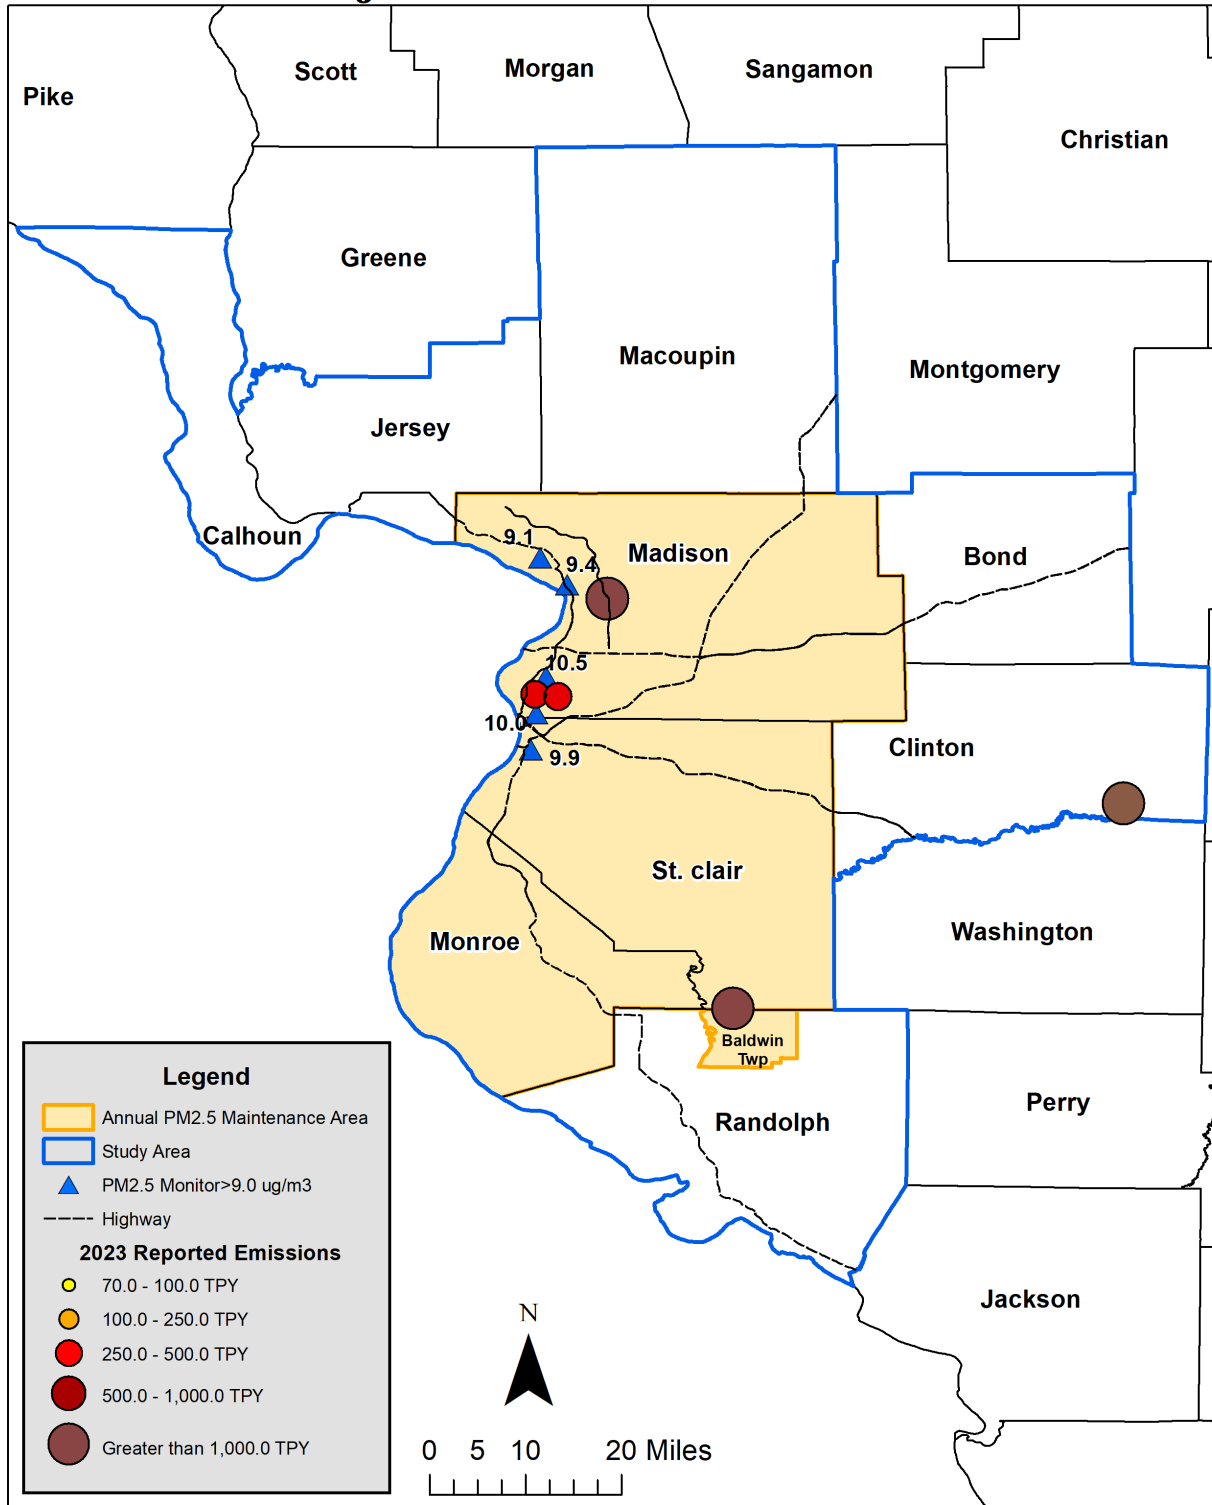 Scott
Morgan
Sangamon
Pike
Christian
Greene
Macoupin
Montgomery
Jersey
Calhoun
9.1
9.4
Madison
Bond
10.5
10.0
9.9
Clinton
St. clair
Monroe
Washington
Baldwin
Twp
Randolph
Perry
Jackson
Legend
Annual PM2.5 Maintenance Area
Study Area
PM2.5 Monitor>9.0 ug/m3
Highway
2023 Reported Emissions
70.0 - 100.0 TPY
100.0 - 250.0 TPY
250.0 - 500.0 TPY
500.0 - 1,000.0 TPY
Greater than 1,000.0 TPY
N
0 5 10 20 Miles